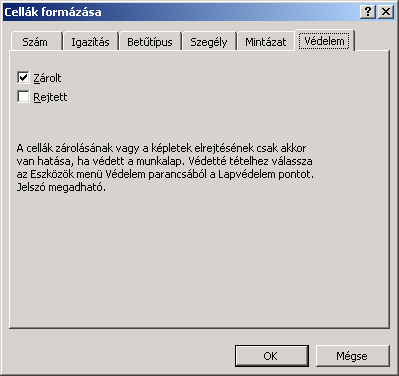 Cellák formázása
Szám Igazítás Betűtípus Szegély Mintázat Védelem
Zárolt
Rejtett
A cellák zárolásának vagy a képletek elrejtésének csak akkor
van hatása, ha védett a munkalap. Védetté tételhez válassza
az Eszközök menü Védelem parancsából a Lapvédelem pontot.
Jelszó megadható.
OK Mégse